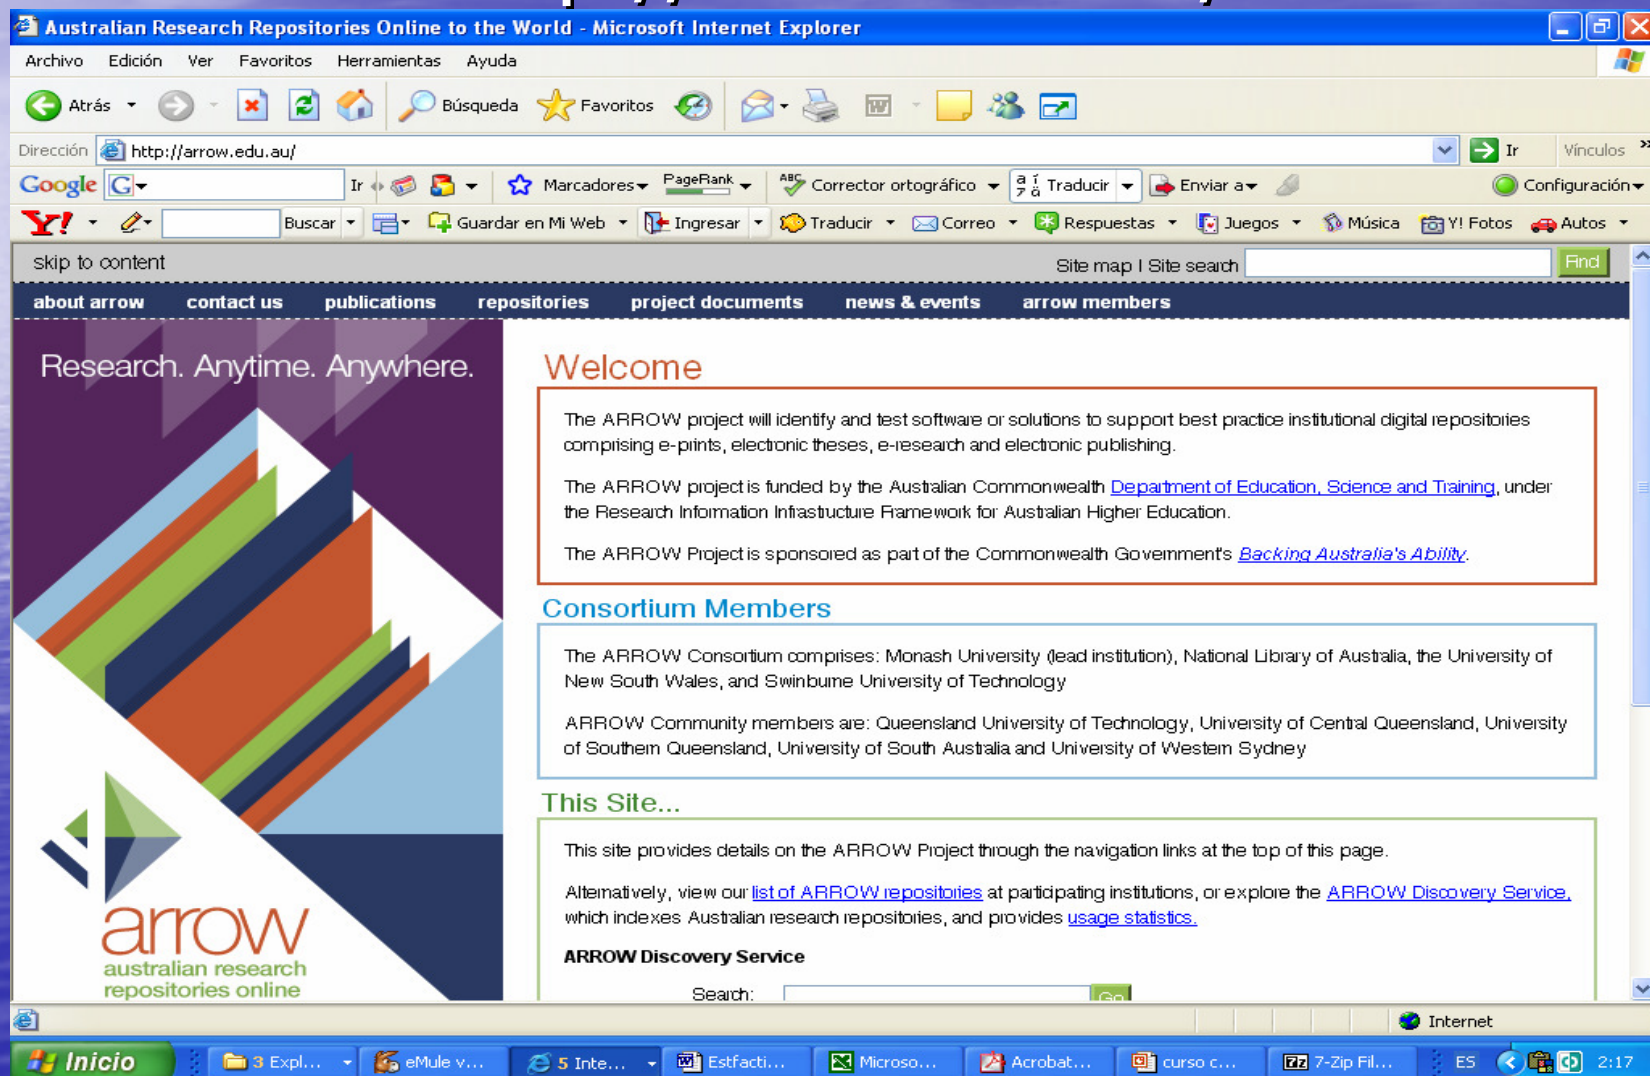 Australian Research Repositories Online to the World - Microsoft Internet Explorer
Archivo Edición Ver Favoritos Herramientas Ayuda
Atrás Búsqueda Favoritos
Dirección http://arrow.edu.au/ Ir Vínculos »
Google G Ir Marcadores PageRank ABC Corrector ortográfico Traducir Enviar a Configuración
Y! Buscar Guardar en Mi Web Ingresar Traducir Correo Respuestas Juegos Música Y! Fotos Autos
skip to content Site map | Site search Find
about arrow contact us publications repositories project documents news & events arrow members
Research. Anytime. Anywhere.
Welcome
The ARROW project will identify and test software or solutions to support best practice institutional digital repositories
comprising e-prints, electronic theses, e-research and electronic publishing.
The ARROW project is funded by the Australian Commonwealth Department of Education, Science and Training, under
the Research Information Infrastructure Framework for Australian Higher Education.
The ARROW Project is sponsored as part of the Commonwealth Government's Backing Australia's Ability.
Consortium Members
The ARROW Consortium comprises: Monash University (lead institution), National Library of Australia, the University of
New South Wales, and Swinburne University of Technology
ARROW Community members are: Queensland University of Technology, University of Central Queensland, University
of Southern Queensland, University of South Australia and University of Western Sydney
This Site...
This site provides details on the ARROW Project through the navigation links at the top of this page.
Alternatively, view our list of ARROW repositories at participating institutions, or explore the ARROW Discovery Service,
which indexes Australian research repositories, and provides usage statistics.
ARROW Discovery Service
Search: Go
arrow
australian research
repositories online
Internet
Inicio 3 Expl... eMule v... 5 Inte... Estfacti... Microso... Acrobat... curso c... 7-Zip Fil... ES 2:17